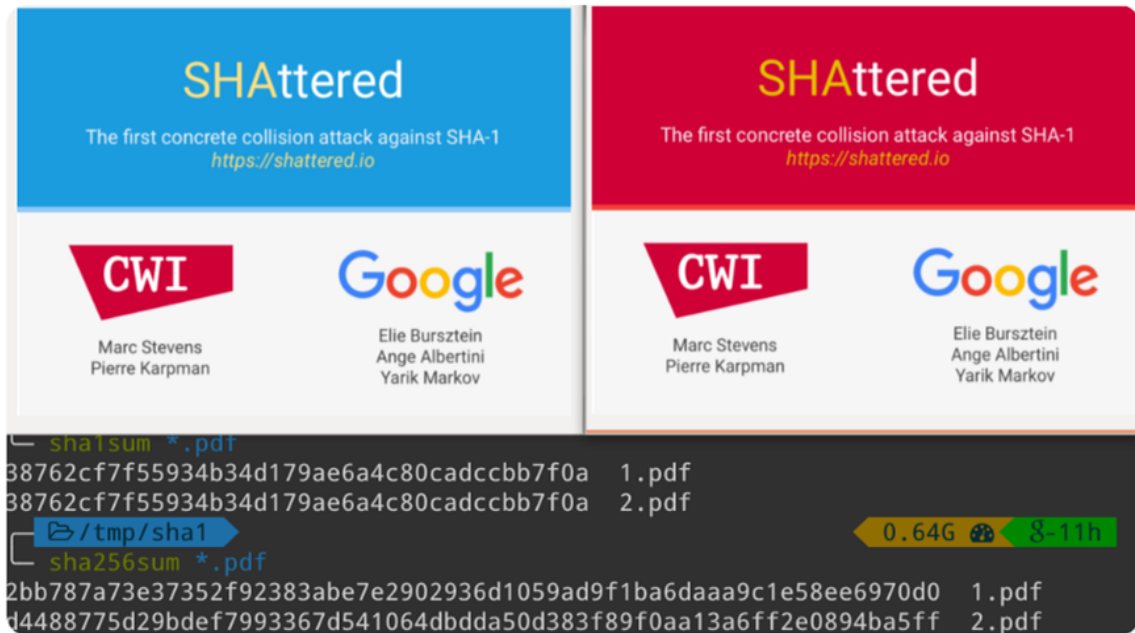 SHAttered
The first concrete collision attack against SHA-1
https://shattered.io
CWI
Marc Stevens
Pierre Karpman
Google
Elie Bursztein
Ange Albertini
Yarik Markov
SHAttered
The first concrete collision attack against SHA-1
https://shattered.io
CWI
Marc Stevens
Pierre Karpman
Google
Elie Bursztein
Ange Albertini
Yarik Markov
sha1sum *.pdf
38762cf7f55934b34d179ae6a4c80cadccbb7f0a 1.pdf
38762cf7f55934b34d179ae6a4c80cadccbb7f0a 2.pdf
/tmp/sha1 0.64G 8-11h
sha256sum *.pdf
2bb787a73e37352f92383abe7e2902936d1059ad9f1ba6daaa9c1e58ee6970d0 1.pdf
d4488775d29bdef7993367d541064dbdda50d383f89f0aa13a6ff2e0894ba5ff 2.pdf